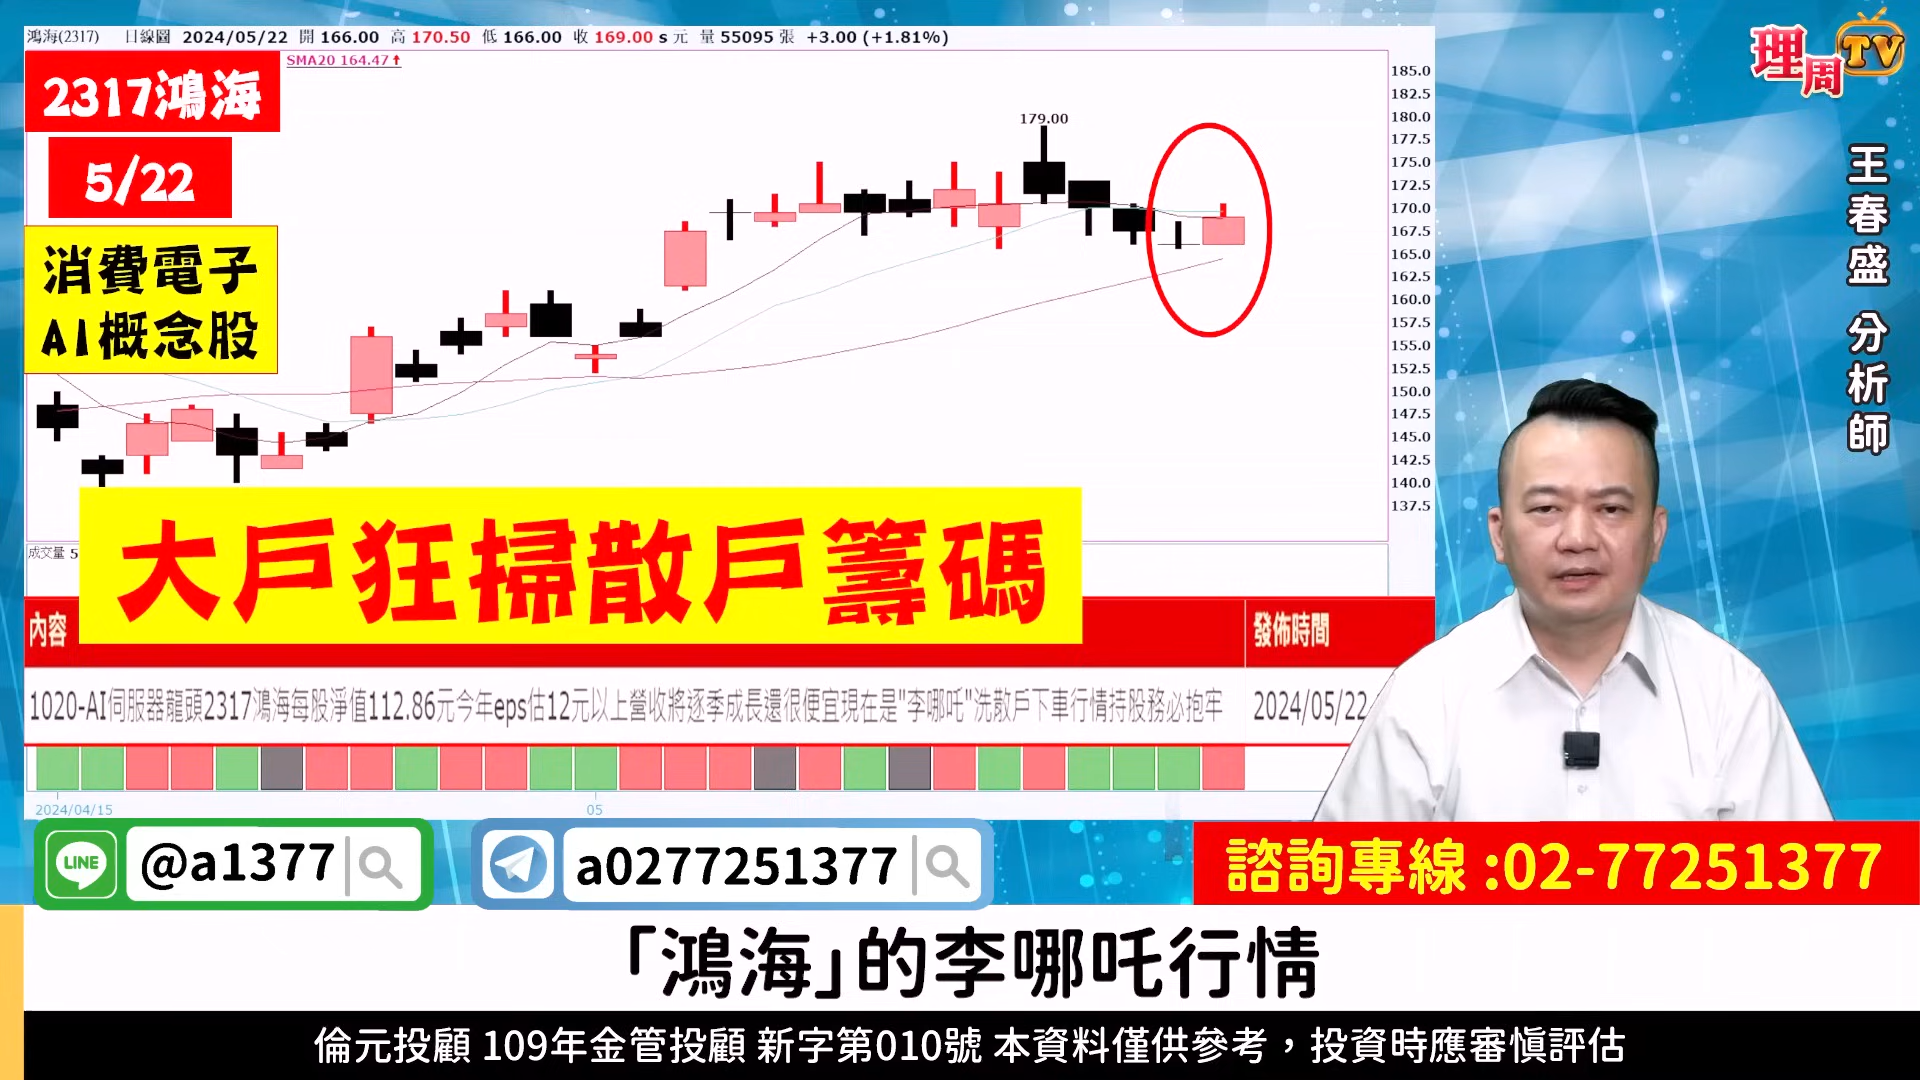 鴻海(2317) 日線圖 2024/05/22 開 166.00 高 170.50 低 166.00 收 169.00 s 元 量 55095 張 +3.00 (+1.81%)
SMA20 164.47⬆
2317鴻海
5/22
消費電子
AI概念股
179.00
185.0
182.5
180.0
177.5
175.0
172.5
170.0
167.5
165.0
162.5
160.0
157.5
155.0
152.5
150.0
147.5
145.0
142.5
140.0
137.5
理周TV
王春盛 分析師
大戶狂掃散戶籌碼
成交量 5
內容
發佈時間
1020-AI伺服器龍頭2317鴻海每股淨值112.86元今年eps估12元以上營收將逐季成長還很便宜現在是"李哪吒"洗散戶下車行情持股務必抱牢
2024/05/22
2024/04/15
05
LINE
@a1377
a0277251377
諮詢專線 :02-77251377
「鴻海」的李哪吒行情
倫元投顧 109年金管投顧 新字第010號 本資料僅供參考，投資時應審慎評估